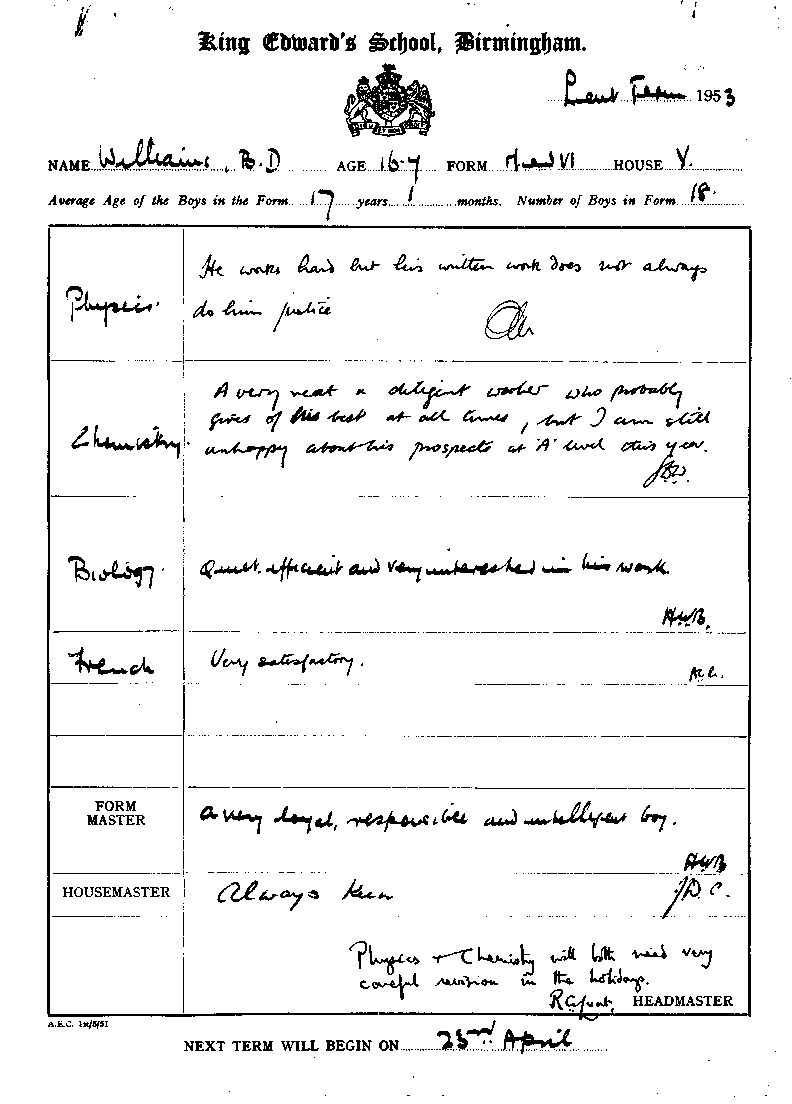 King Edward's School, Birmingham.
Lent Term 1953
NAME Williams, B.D AGE 16·7 FORM Med VI HOUSE V.
Average Age of the Boys in the Form 17 years 1 months. Number of Boys in Form 18.
Physics
He works hard but his written work does not always
do him justice
Chemistry
A very neat & diligent worker who probably
gives of his best at all times, but I am still
unhappy about his prospects at 'A' level this year.
Biology
Quiet, efficient and very interested in his work.
HWB.
French
Very satisfactory.
FORM
MASTER
A very loyal, responsible and intelligent boy.
HWB
HOUSEMASTER
Always keen
Physics + Chemistry will both need very
careful revision in the holidays.
HEADMASTER
A.E.C. 1M/5/51
NEXT TERM WILL BEGIN ON 23rd April